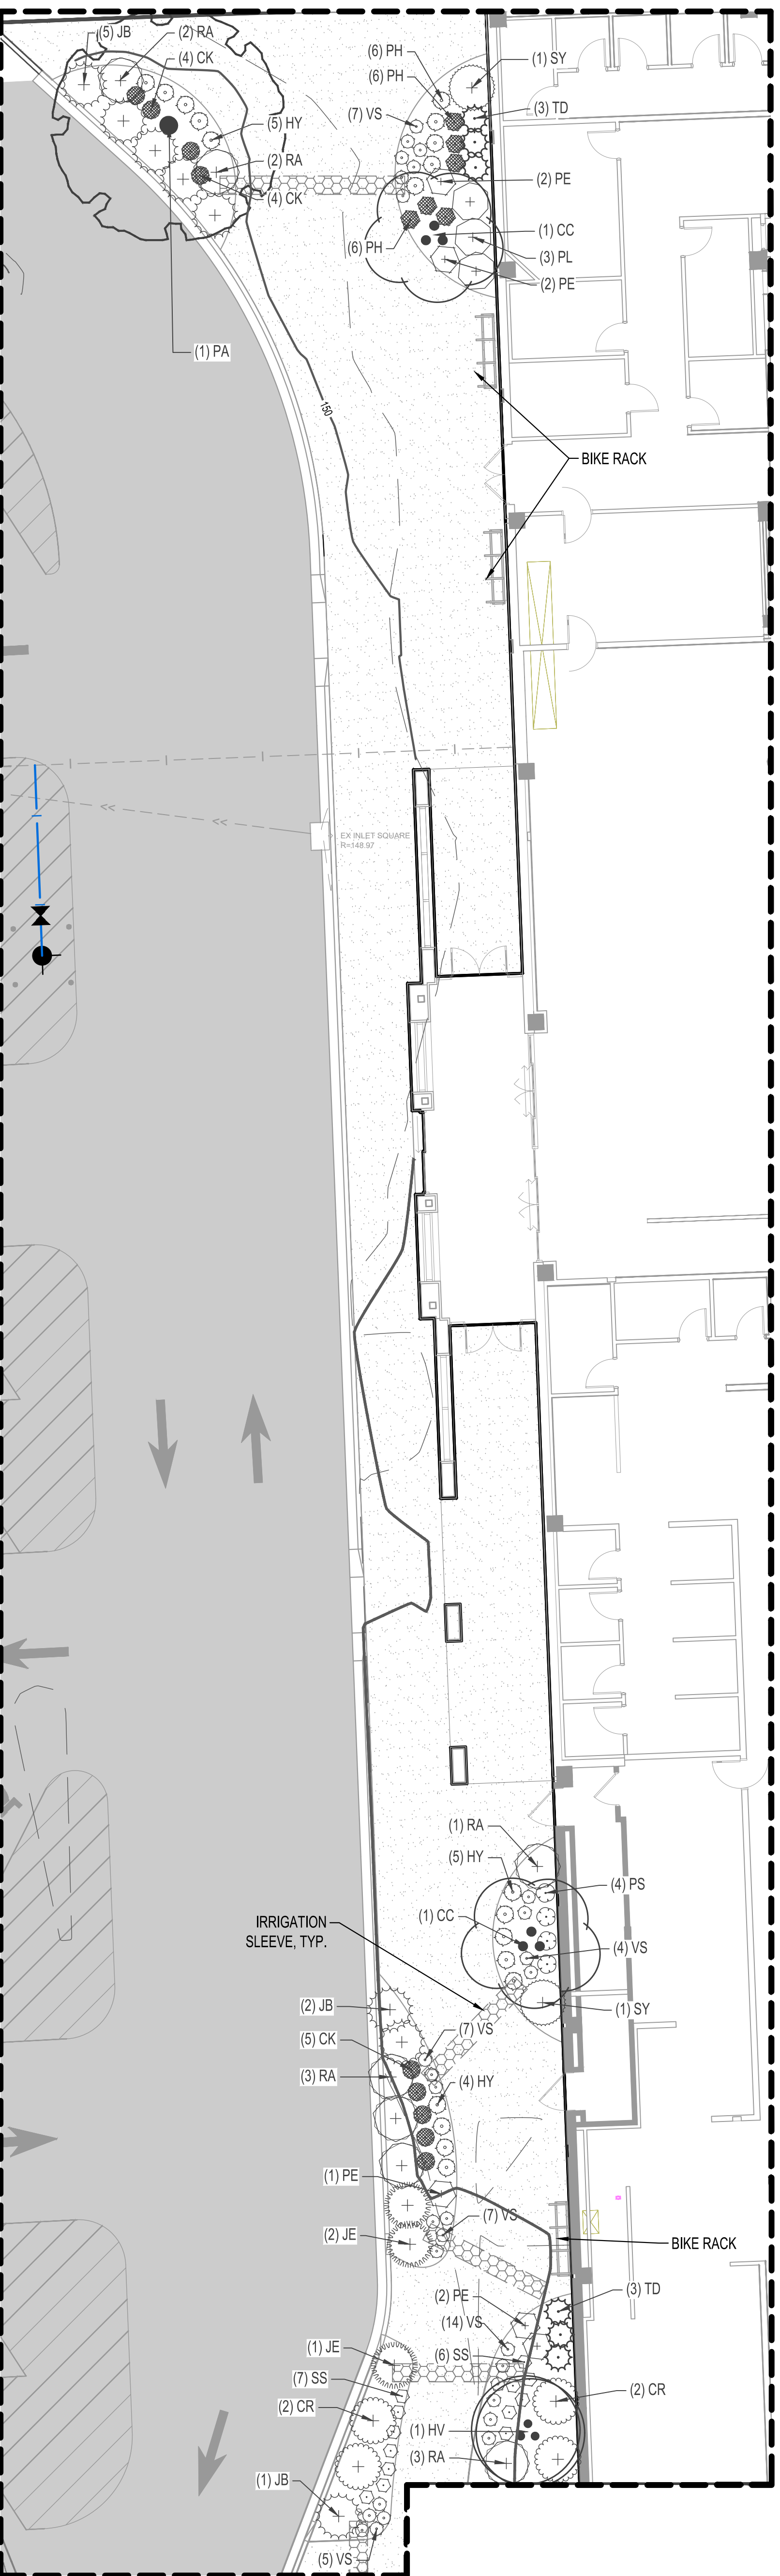 (5) JB
(2) RA
(4) CK
(5) HY
(2) RA
(4) CK
(1) PA
(6) PH
(6) PH
(7) VS
(1) SY
(3) TD
(2) PE
(6) PH
(1) CC
(3) PL
(2) PE
150
BIKE RACK
<<
<<
EX INLET SQUARE
R=148.97
(1) RA
(5) HY
(4) PS
(1) CC
IRRIGATION
SLEEVE, TYP.
(4) VS
(1) SY
(2) JB
(7) VS
(5) CK
(3) RA
(4) HY
(1) PE
(7) VS
(2) JE
BIKE RACK
(2) PE
(3) TD
(14) VS
(1) JE
(6) SS
(7) SS
(2) CR
(2) CR
(1) HV
(3) RA
(1) JB
(5) VS